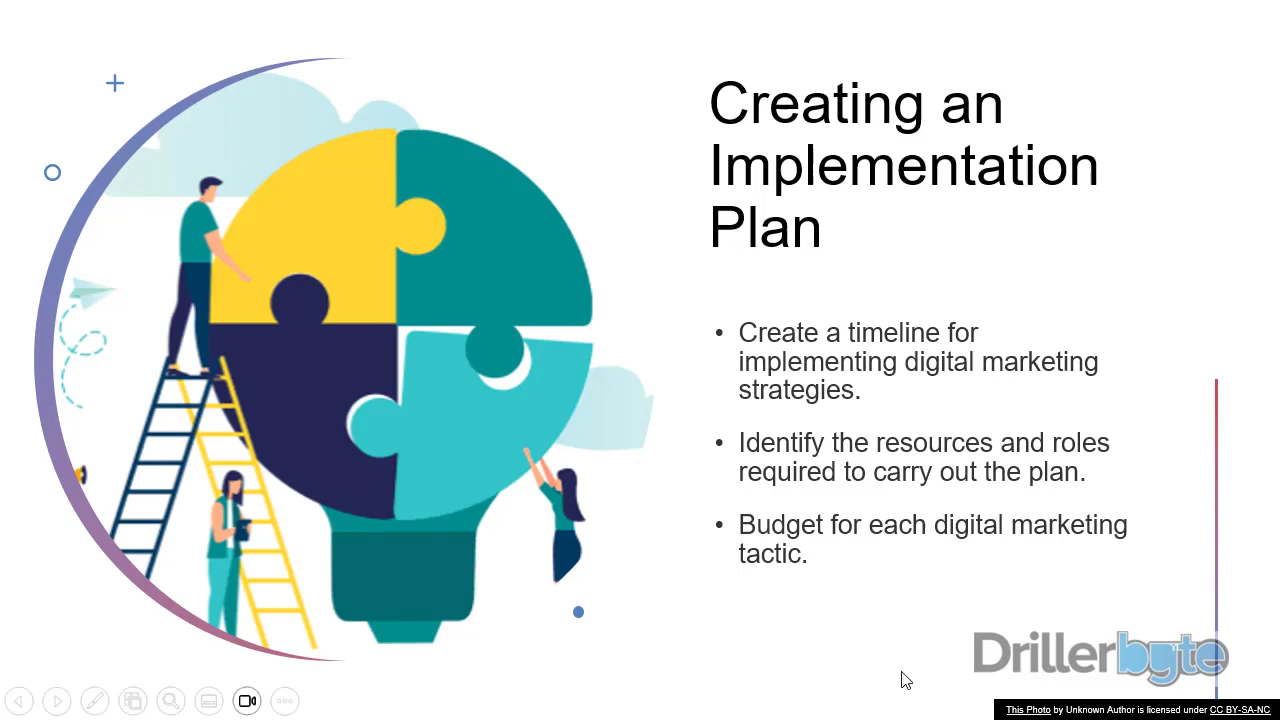 Creating an
Implementation
Plan
• Create a timeline for
implementing digital marketing
strategies.
• Identify the resources and roles
required to carry out the plan.
• Budget for each digital marketing
tactic.
Drillerbyte
This Photo by Unknown Author is licensed under CC BY-SA-NC